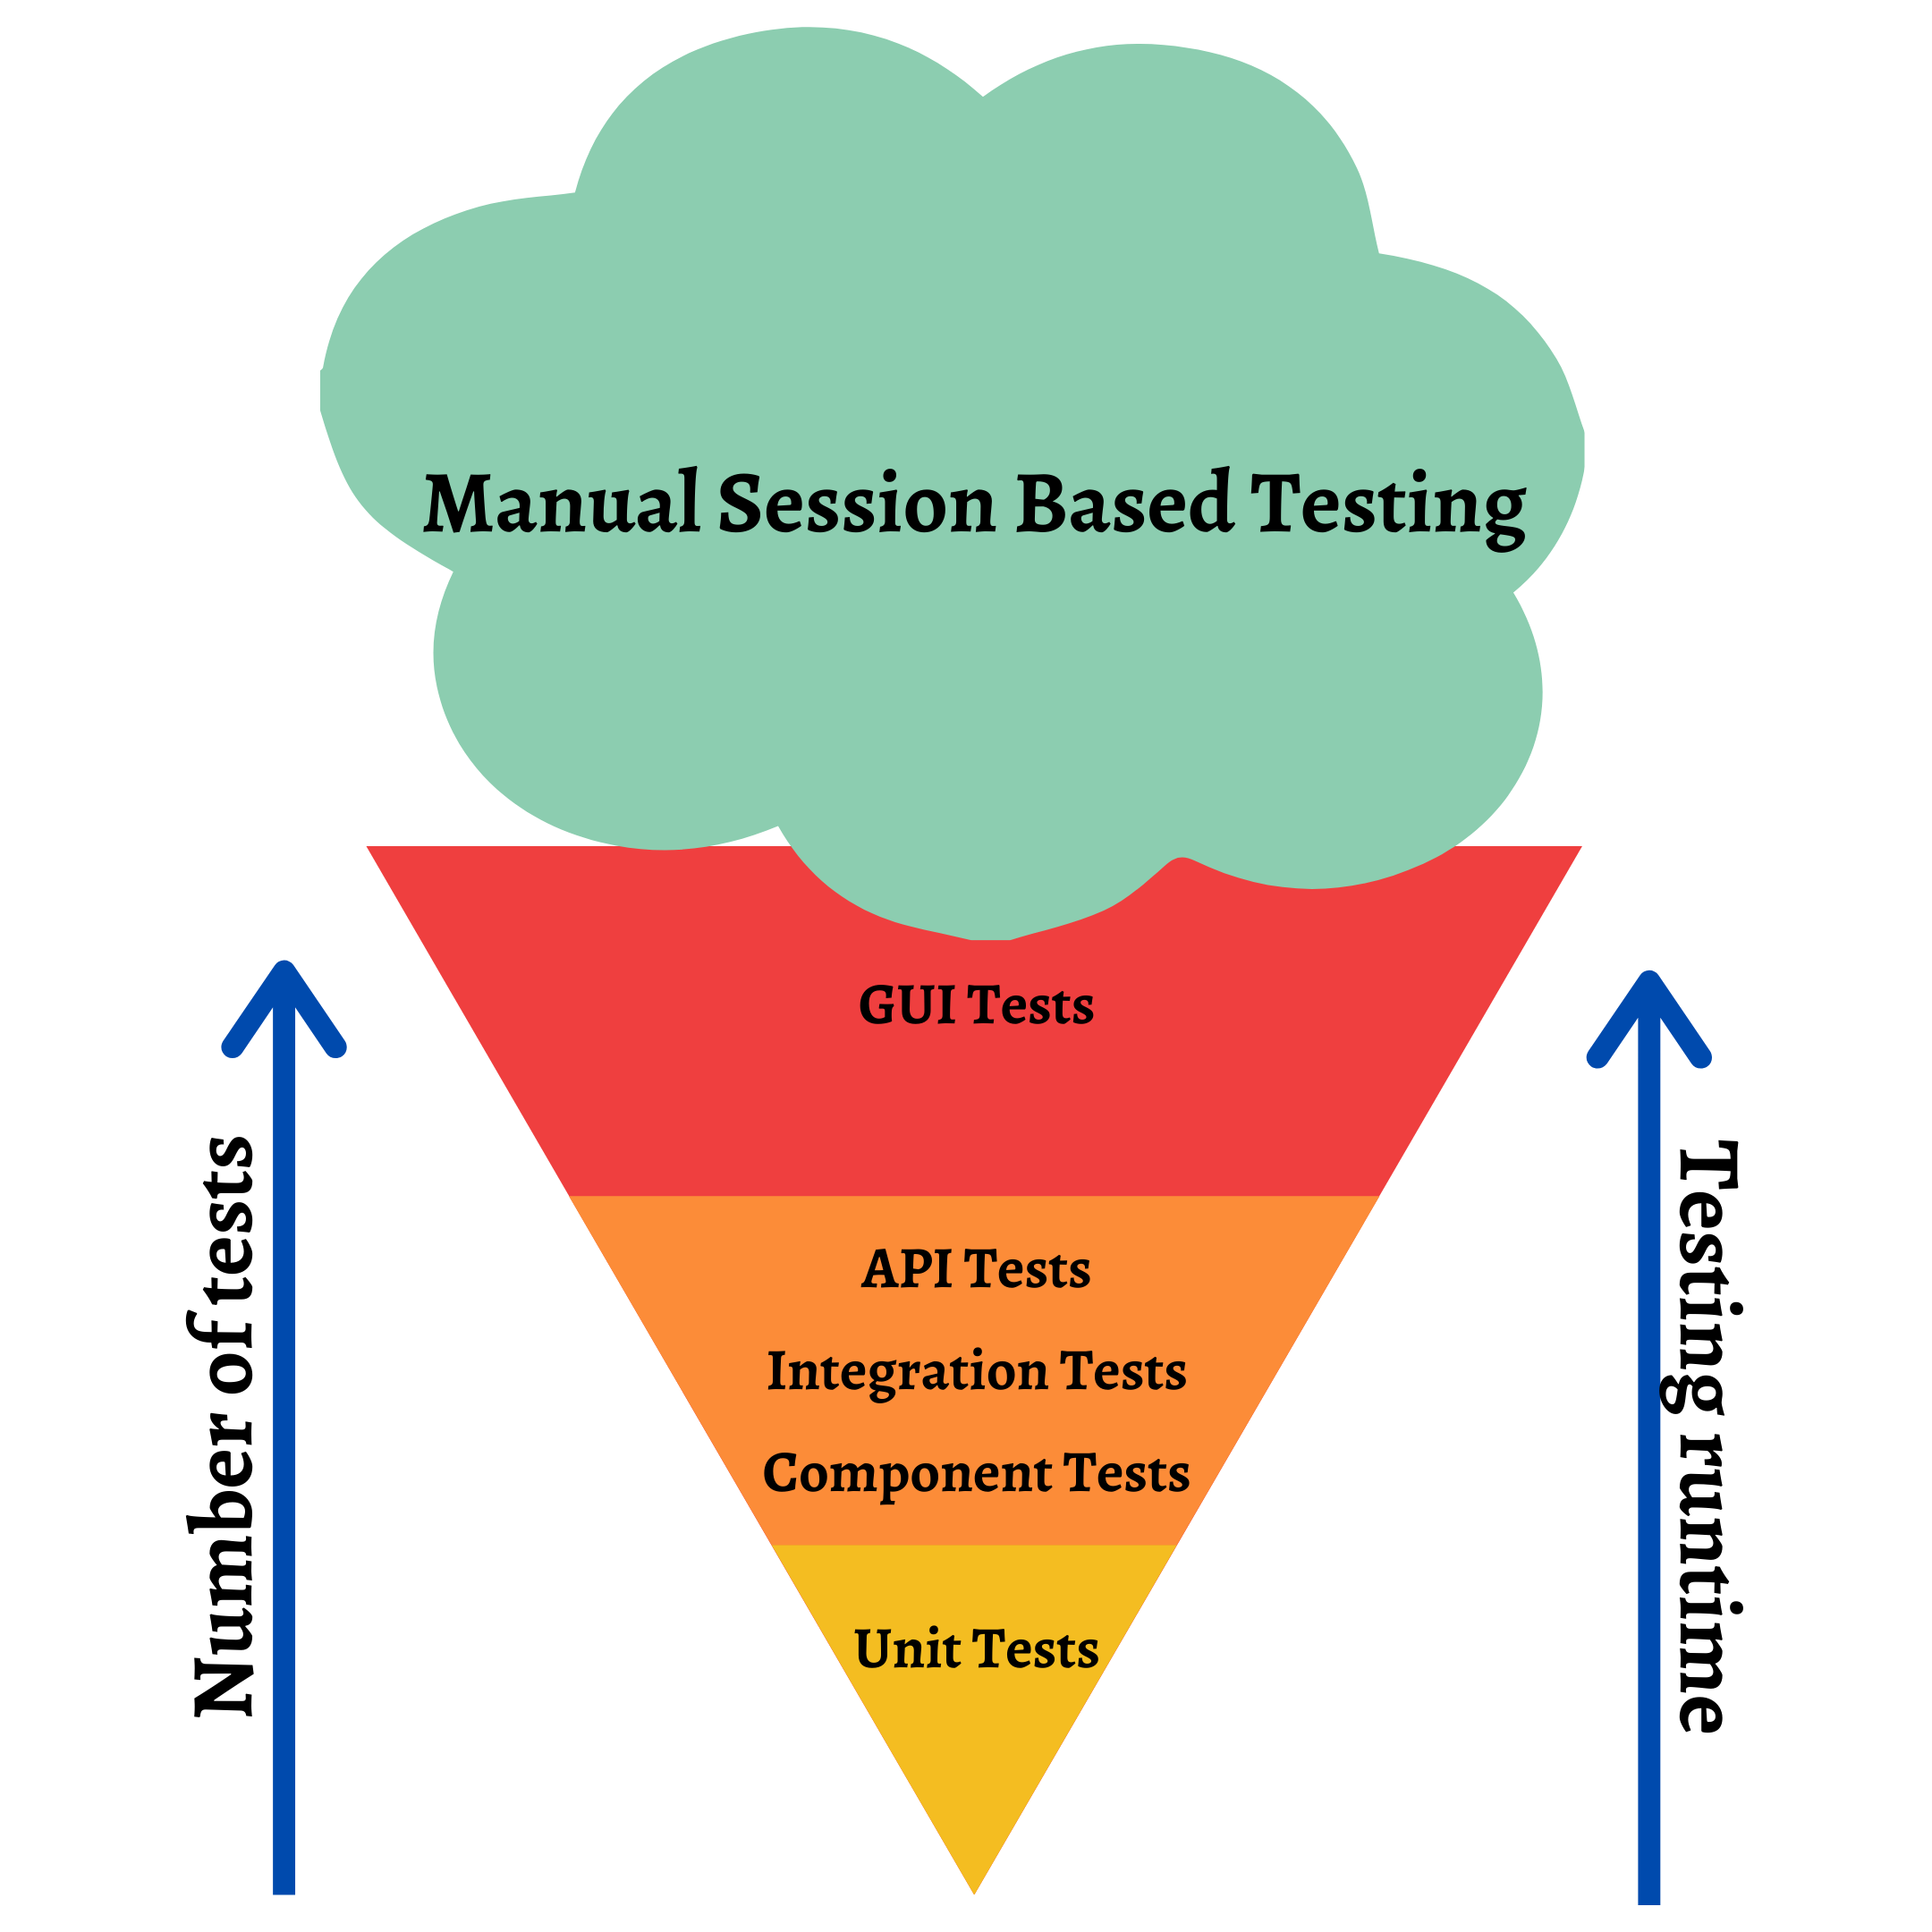 Manual Session Based Testing
GUI Tests
API Tests
Integration Tests
Component Tests
Unit Tests
Number of tests
Testing runtime